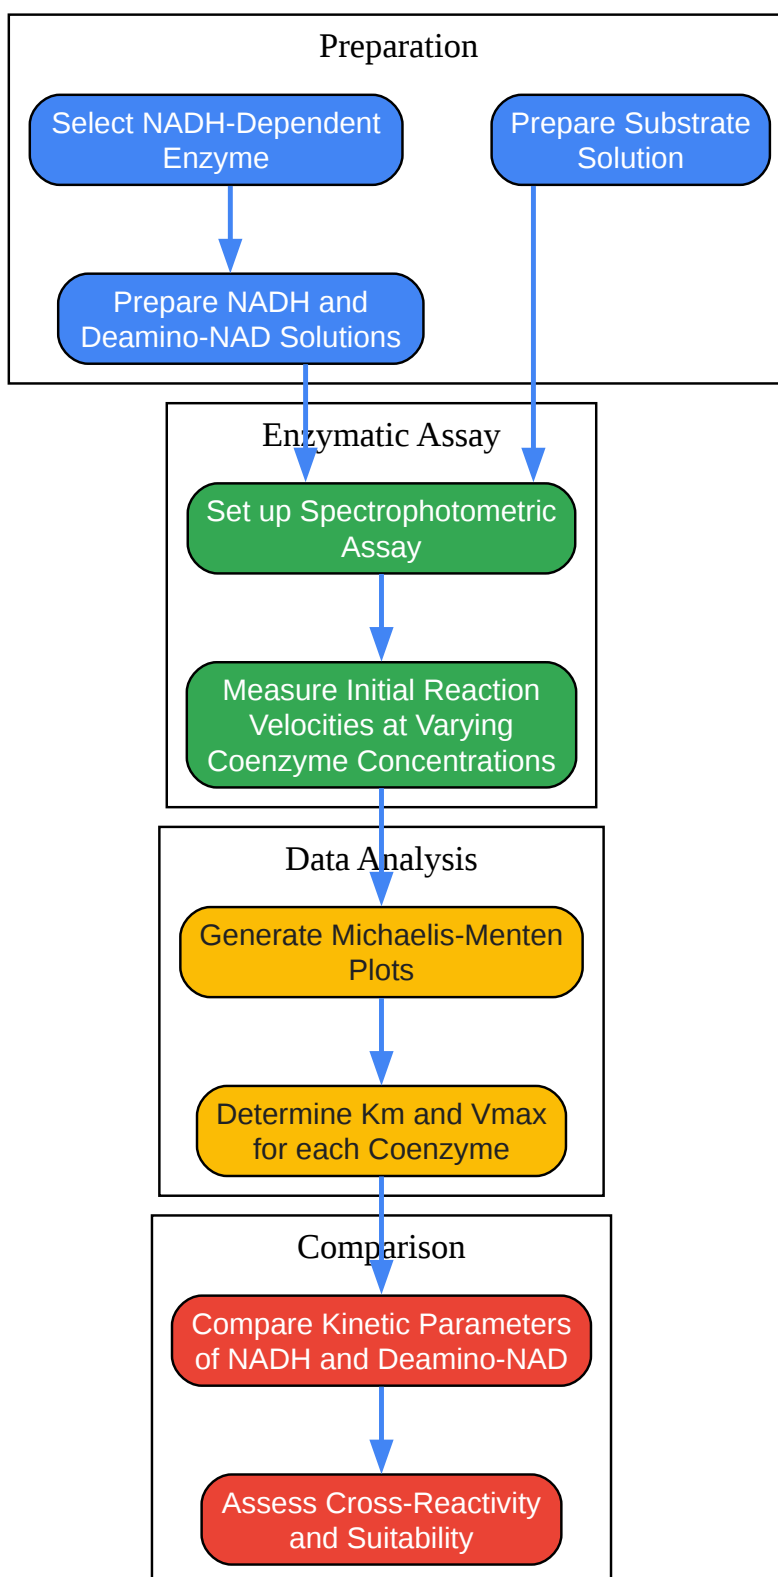 Preparation
Select NADH-Dependent
Enzyme
Prepare Substrate
Solution
Prepare NADH and
Deamino-NAD Solutions
Enzymatic Assay
Set up Spectrophotometric
Assay
Measure Initial Reaction
Velocities at Varying
Coenzyme Concentrations
Data Analysis
Generate Michaelis-Menten
Plots
Determine Km and Vmax
for each Coenzyme
Comparison
Compare Kinetic Parameters
of NADH and Deamino-NAD
Assess Cross-Reactivity
and Suitability